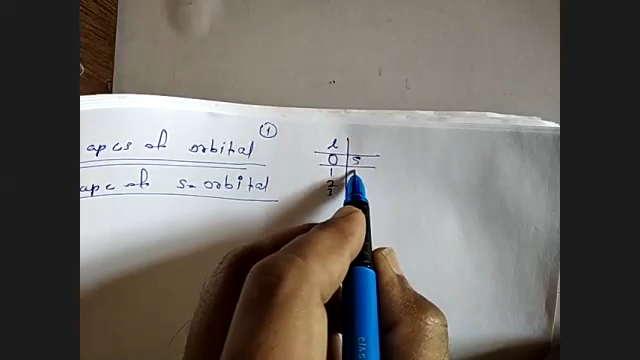 apes of orbital
ape of s-orbital
1
l
0 s
1
2
3